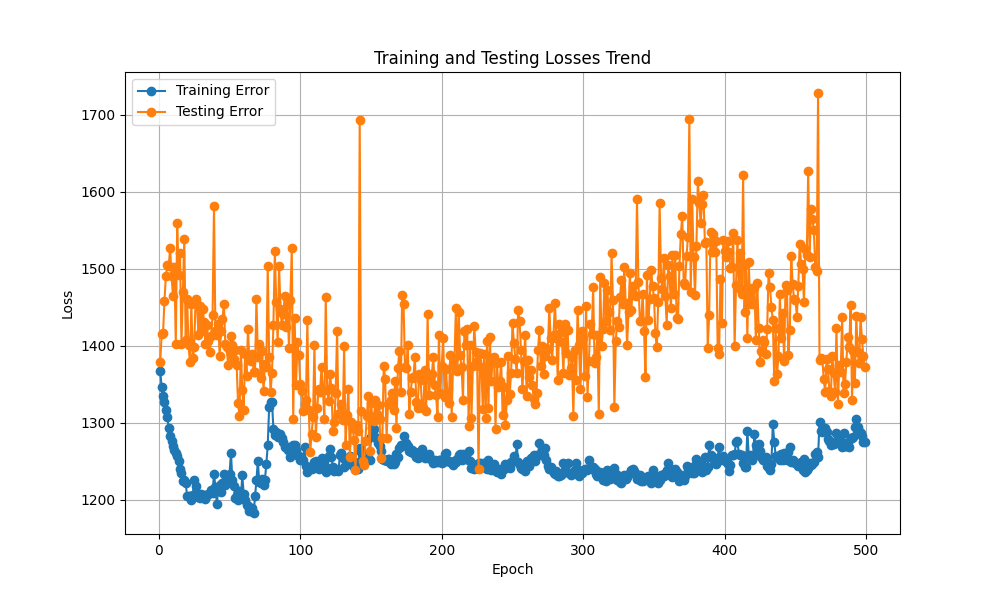 Training and Testing Losses Trend
Training Error
Testing Error
1700
1600
1500
1400
1300
1200
Loss
0 100 200 300 400 500
Epoch